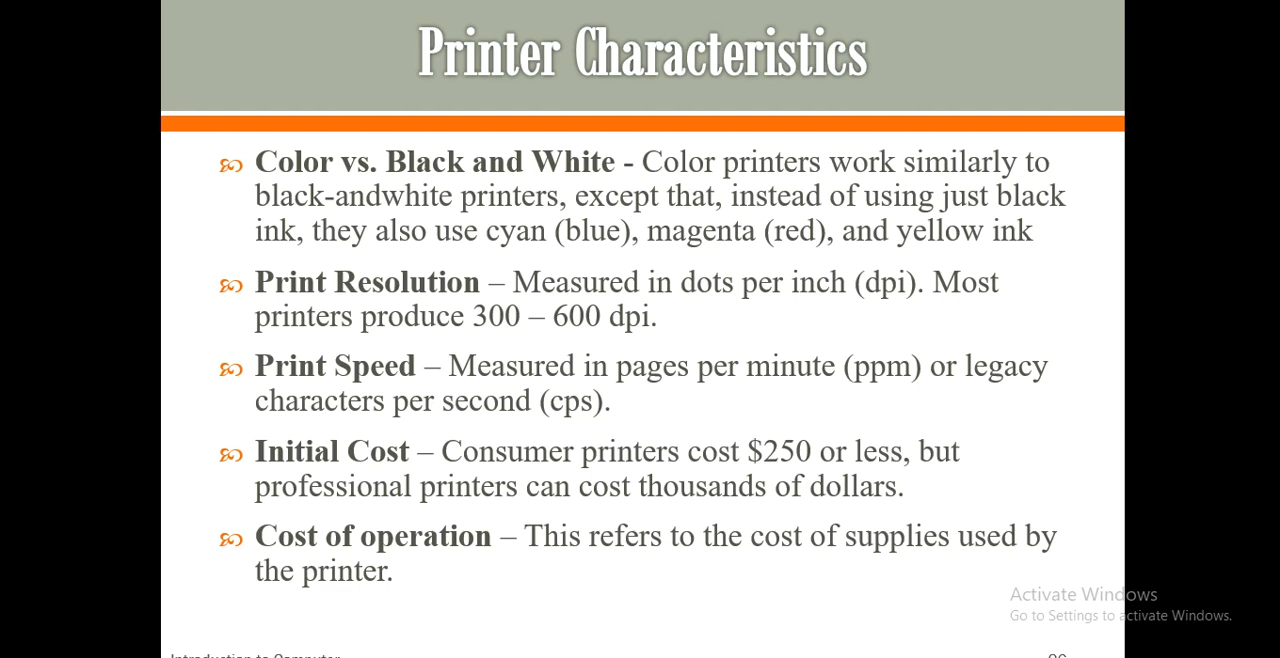 Printer Characteristics
Color vs. Black and White - Color printers work similarly to
black-andwhite printers, except that, instead of using just black
ink, they also use cyan (blue), magenta (red), and yellow ink
Print Resolution – Measured in dots per inch (dpi). Most
printers produce 300 – 600 dpi.
Print Speed – Measured in pages per minute (ppm) or legacy
characters per second (cps).
Initial Cost – Consumer printers cost $250 or less, but
professional printers can cost thousands of dollars.
Cost of operation – This refers to the cost of supplies used by
the printer.
Activate Windows
Go to Settings to activate Windows.
Introduction to Computer